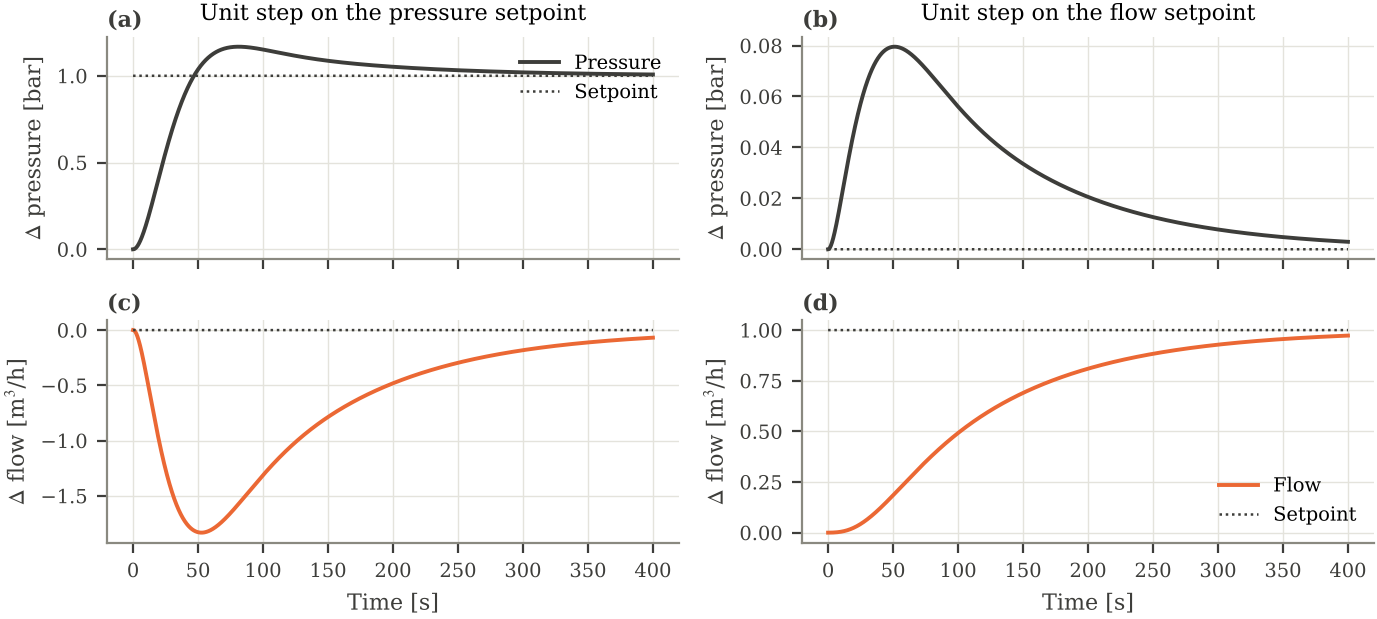 (a) Unit step on the pressure setpoint
Δ pressure [bar]
1.0
0.5
0.0
Pressure
Setpoint
(b) Unit step on the flow setpoint
Δ pressure [bar]
0.08
0.06
0.04
0.02
0.00
(c)
Δ flow [m³/h]
0.0
−0.5
−1.0
−1.5
0 50 100 150 200 250 300 350 400
Time [s]
(d)
Δ flow [m³/h]
1.00
0.75
0.50
0.25
0.00
Flow
Setpoint
0 50 100 150 200 250 300 350 400
Time [s]